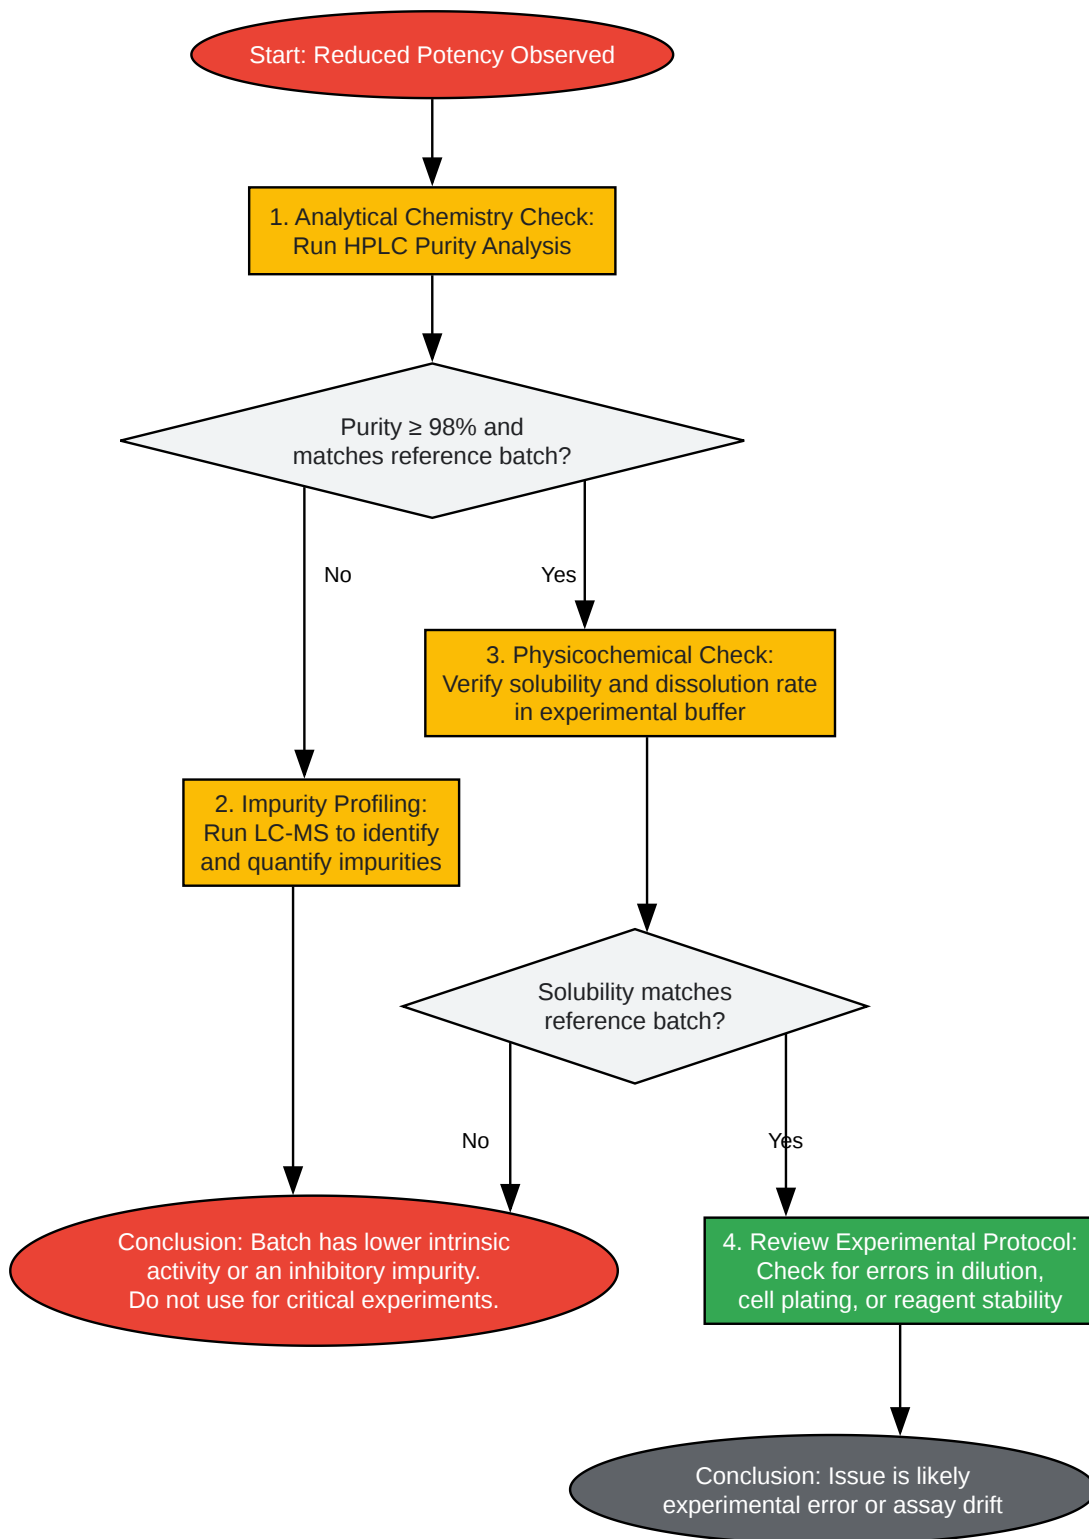 Start: Reduced Potency Observed
1. Analytical Chemistry Check:
Run HPLC Purity Analysis
Purity ≥ 98% and
matches reference batch?
No
Yes
3. Physicochemical Check:
Verify solubility and dissolution rate
in experimental buffer
2. Impurity Profiling:
Run LC-MS to identify
and quantify impurities
Solubility matches
reference batch?
No
Yes
Conclusion: Batch has lower intrinsic
activity or an inhibitory impurity.
Do not use for critical experiments.
4. Review Experimental Protocol:
Check for errors in dilution,
cell plating, or reagent stability
Conclusion: Issue is likely
experimental error or assay drift